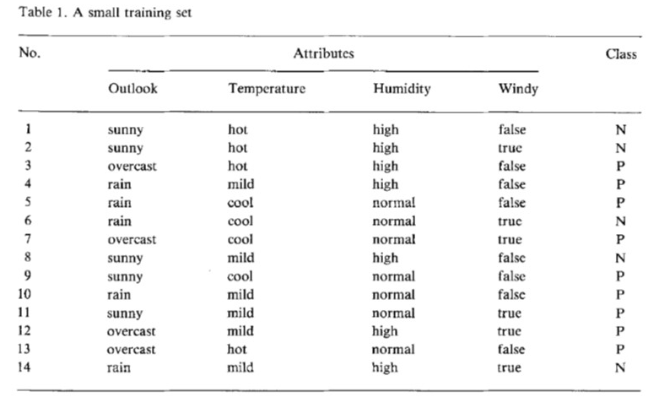 Table 1. A small training set
No. Attributes Class
Outlook Temperature Humidity Windy
1 sunny hot high false N
2 sunny hot high true N
3 overcast hot high false P
4 rain mild high false P
5 rain cool normal false P
6 rain cool normal true N
7 overcast cool normal true P
8 sunny mild high false N
9 sunny cool normal false P
10 rain mild normal false P
11 sunny mild normal true P
12 overcast mild high true P
13 overcast hot normal false P
14 rain mild high true N